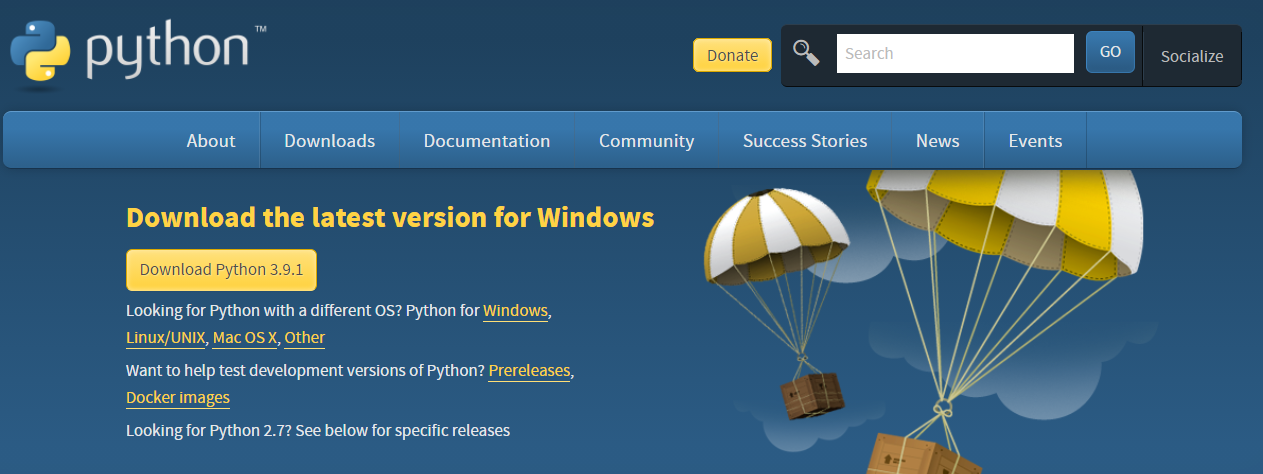 python™
Donate
Search
GO
Socialize
About
Downloads
Documentation
Community
Success Stories
News
Events
Download the latest version for Windows
Download Python 3.9.1
Looking for Python with a different OS? Python for Windows,
Linux/UNIX, Mac OS X, Other
Want to help test development versions of Python? Prereleases,
Docker images
Looking for Python 2.7? See below for specific releases